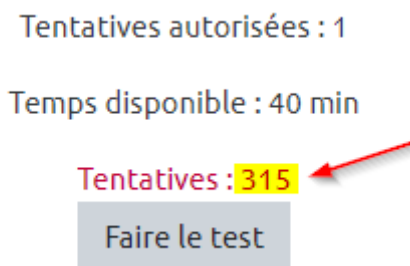 Tentatives autorisées : 1
Temps disponible : 40 min
Tentatives : 315
Faire le test